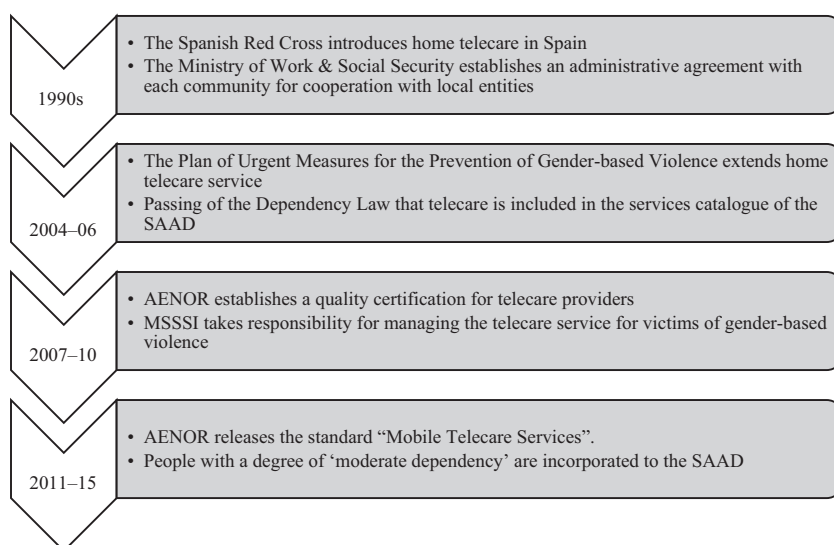 1990s
• The Spanish Red Cross introduces home telecare in Spain
• The Ministry of Work & Social Security establishes an administrative agreement with
each community for cooperation with local entities
2004–06
• The Plan of Urgent Measures for the Prevention of Gender-based Violence extends home
telecare service
• Passing of the Dependency Law that telecare is included in the services catalogue of the
SAAD
2007–10
• AENOR establishes a quality certification for telecare providers
• MSSSI takes responsibility for managing the telecare service for victims of gender-based
violence
2011–15
• AENOR releases the standard “Mobile Telecare Services”.
• People with a degree of ‘moderate dependency’ are incorporated to the SAAD